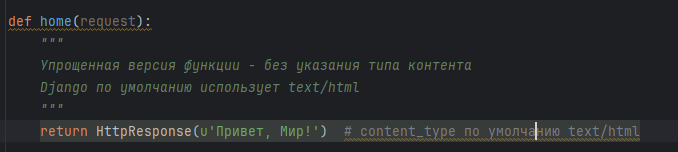 def home(request):
"""
Упрощенная версия функции - без указания типа контента
Django по умолчанию использует text/html
"""
return HttpResponse(u'Привет, Мир!')  # content_type по умолчанию text/html